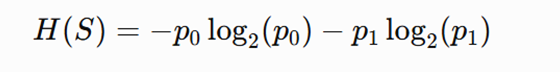 H(S) = −p₀ log₂(p₀) − p₁ log₂(p₁)